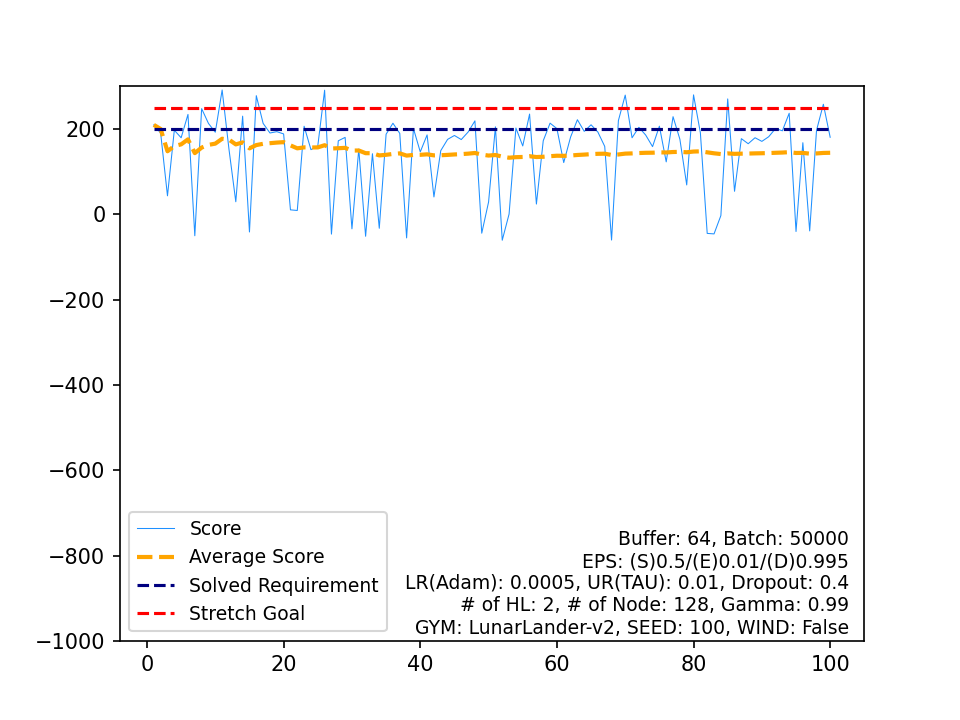 200
0
−200
−400
−600
−800
−1000
Score
Average Score
Solved Requirement
Stretch Goal
Buffer: 64, Batch: 50000
EPS: (S)0.5/(E)0.01/(D)0.995
LR(Adam): 0.0005, UR(TAU): 0.01, Dropout: 0.4
# of HL: 2, # of Node: 128, Gamma: 0.99
GYM: LunarLander-v2, SEED: 100, WIND: False
0 20 40 60 80 100